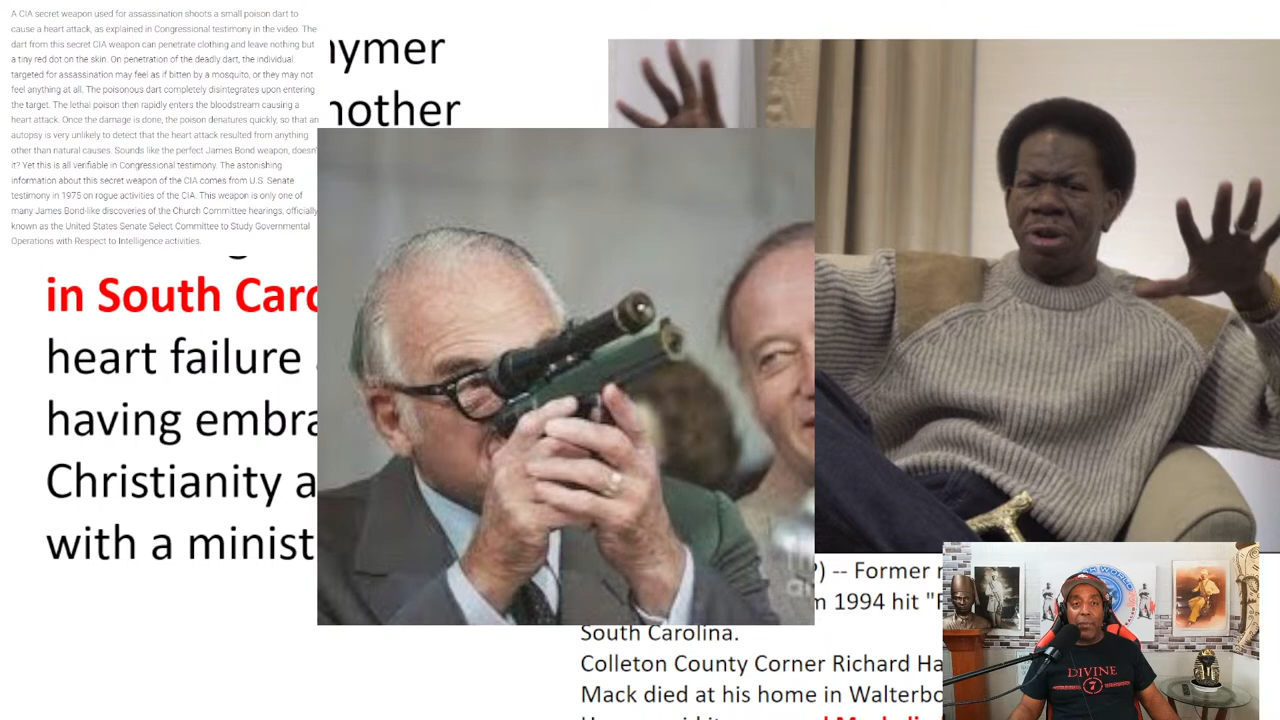 A CIA secret weapon used for assassination shoots a small poison dart to
cause a heart attack, as explained in Congressional testimony in the video. The
dart from this secret CIA weapon can penetrate clothing and leave nothing but
a tiny red dot on the skin. On penetration of the deadly dart, the individual
targeted for assassination may feel as if bitten by a mosquito, or they may not
feel anything at all. The poisonous dart completely disintegrates upon entering
the target. The lethal poison then rapidly enters the bloodstream causing a
heart attack. Once the damage is done, the poison denatures quickly, so that an
autopsy is very unlikely to detect that the heart attack resulted from anything
other than natural causes. Sounds like the perfect James Bond weapon, doesn'
it? Yet this is all verifiable in Congressional testimony. The astonishing
information about this secret weapon of the CIA comes from U.S. Senate
testimony in 1975 on rogue activities of the CIA. This weapon is only one of
many James Bond-like discoveries of the Church Committee hearings, officially
known as the United States Senate Select Committee to Study Governmental
Operations with Respect to Intelligence activities.
hymer
nother
in South Caro
heart failure
having embra
Christianity a
with a minist
P) -- Former
m 1994 hit "F
South Carolina.
Colleton County Corner Richard Ha
Mack died at his home in Walterbo
DIVINE
7